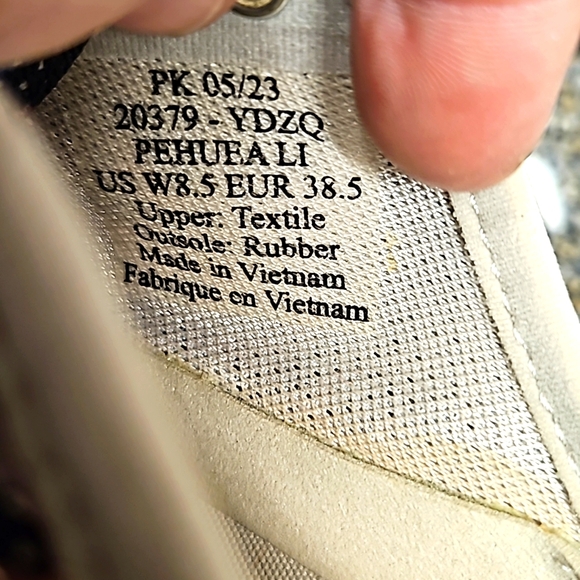 PK 05/23
20379 - YDZQ
PEHUEA LI
US W8.5 EUR 38.5
Upper: Textile
Outsole: Rubber
Made in Vietnam
Fabrique en Vietnam